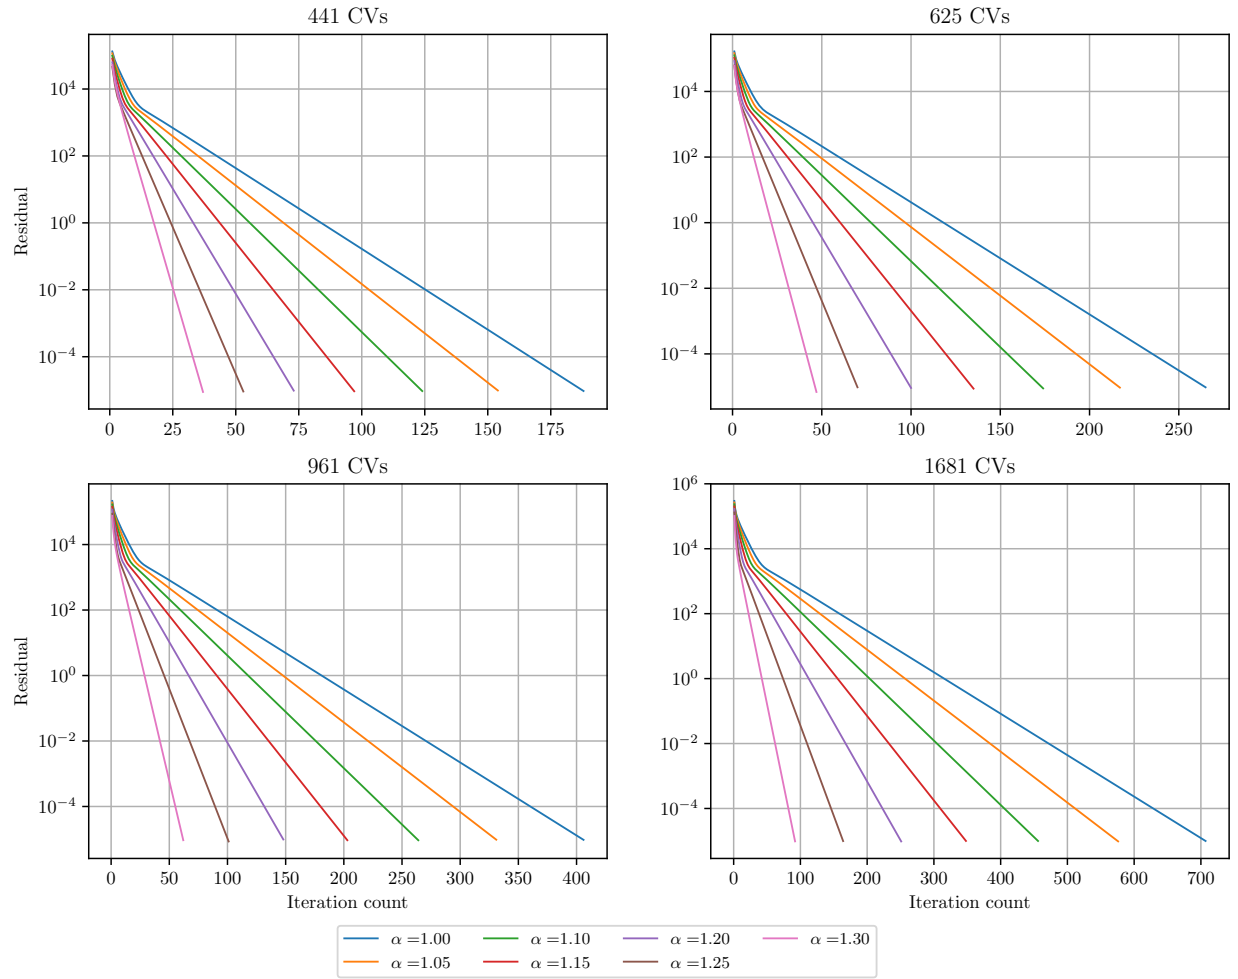 441 CVs
625 CVs
Residual
10^4
10^2
10^0
10^−2
10^−4
0 25 50 75 100 125 150 175
10^4
10^2
10^0
10^−2
10^−4
0 50 100 150 200 250
961 CVs
1681 CVs
Residual
10^4
10^2
10^0
10^−2
10^−4
0 50 100 150 200 250 300 350 400
Iteration count
10^6
10^4
10^2
10^0
10^−2
10^−4
0 100 200 300 400 500 600 700
Iteration count
α =1.00 α =1.10 α =1.20 α =1.30
α =1.05 α =1.15 α =1.25